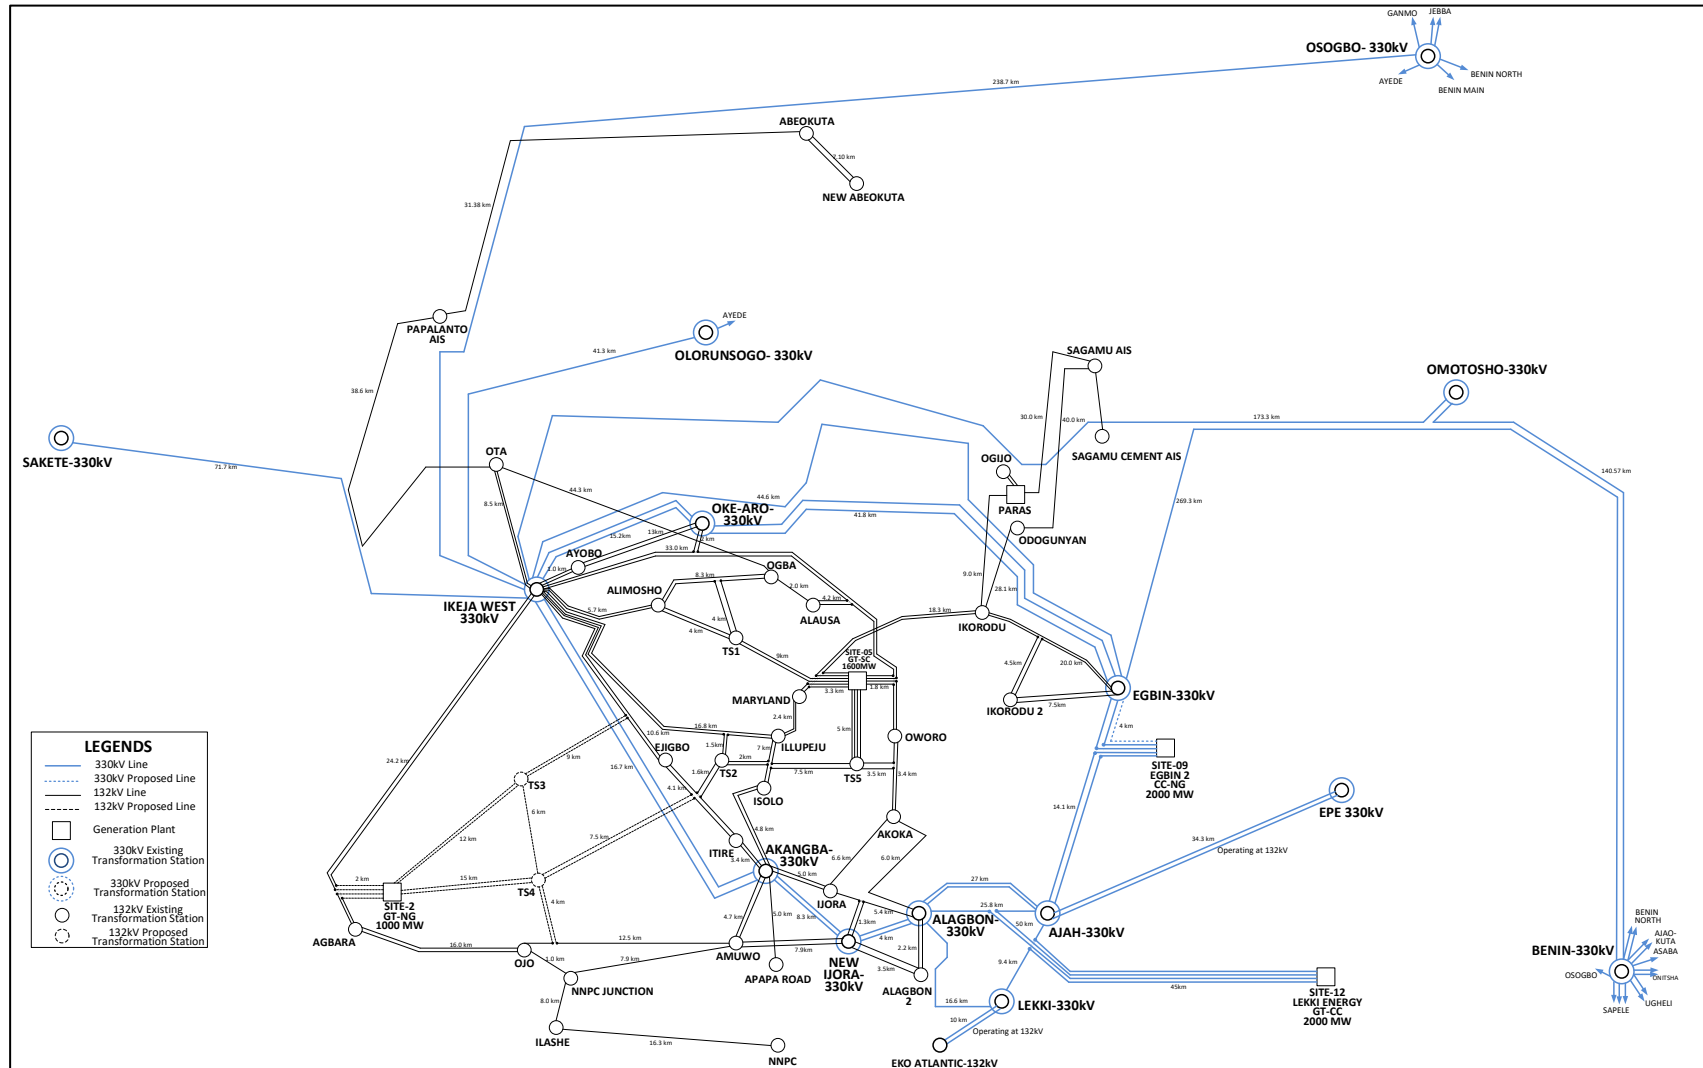 GANMO
JEBBA
OSOGBO- 330kV
238.7 km
AYEDE
BENIN NORTH
BENIN MAIN
ABEOKUTA
7.10 km
NEW ABEOKUTA
31.38 km
PAPALANTO
AIS
AYEDE
OLORUNSOGO- 330kV
41.3 km
SAGAMU AIS
OMOTOSHO-330kV
38.6 km
30.0 km
40.0 km
173.3 km
SAKETE-330kV
71.7 km
OTA
SAGAMU CEMENT AIS
OGIJO
140.57 km
44.3 km
8.5 km
44.6 km
PARAS
269.3 km
OKE-ARO-
330kV
41.8 km
ODOGUNYAN
15.2km
13km
2 km
33.0 km
AYOBO
1.0 km
OGBA
8.3 km
2.0 km
9.0 km
28.1 km
ALIMOSHO
4.2 km
IKEJA WEST
330kV
5.7 km
ALAUSA
18.3 km
IKORODU
4 km
4 km
TS1
9km
SITE-05
GT-SC
1600MW
4.5km
20.0 km
3.3 km
1.8 km
MARYLAND
IKORODU 2
7.5km
EGBIN-330kV
2.4 km
4 km
16.8 km
10.6 km
5 km
OWORO
ILLUPEJU
EJIGBO
1.5km
7 km
2km
TS2
SITE-09
EGBIN 2
CC-NG
2000 MW
LEGENDS
330kV Line
330kV Proposed Line
132kV Line
132kV Proposed Line
Generation Plant
330kV Existing
Transformation Station
330kV Proposed
Transformation Station
132kV Existing
Transformation Station
132kV Proposed
Transformation Station
24.2 km
9 km
16.7 km
1.6km
7.5 km
TS5
3.5 km
3.4 km
TS3
4.1 km
ISOLO
EPE 330kV
6 km
14.1 km
AKOKA
12 km
7.5 km
4.8 km
34.3 km
Operating at 132kV
ITIRE
3.4 km
AKANGBA-
330kV
6.6 km
6.0 km
2 km
15 km
TS4
5.0 km
27 km
SITE-2
GT-NG
1000 MW
4 km
IJORA
25.8 km
5.4 km
4.7 km
5.0 km
8.3 km
1.3km
ALAGBON-
330kV
50 km
AJAH-330kV
AGBARA
16.0 km
12.5 km
4 km
2.2 km
BENIN
NORTH
AJAO-
KUTA
ASABA
BENIN-330kV
OJO
1.0 km
7.9 km
AMUWO
7.9km
9.4 km
3.5km
NNPC JUNCTION
APAPA ROAD
NEW
IJORA-
330kV
ALAGBON
2
45km
SITE-12
LEKKI ENERGY
GT-CC
2000 MW
OSOGBO
ONITSHA
UGHELI
SAPELE
8.0 km
16.6 km
LEKKI-330kV
10 km
Operating at 132kV
ILASHE
16.3 km
NNPC
EKO ATLANTIC-132kV